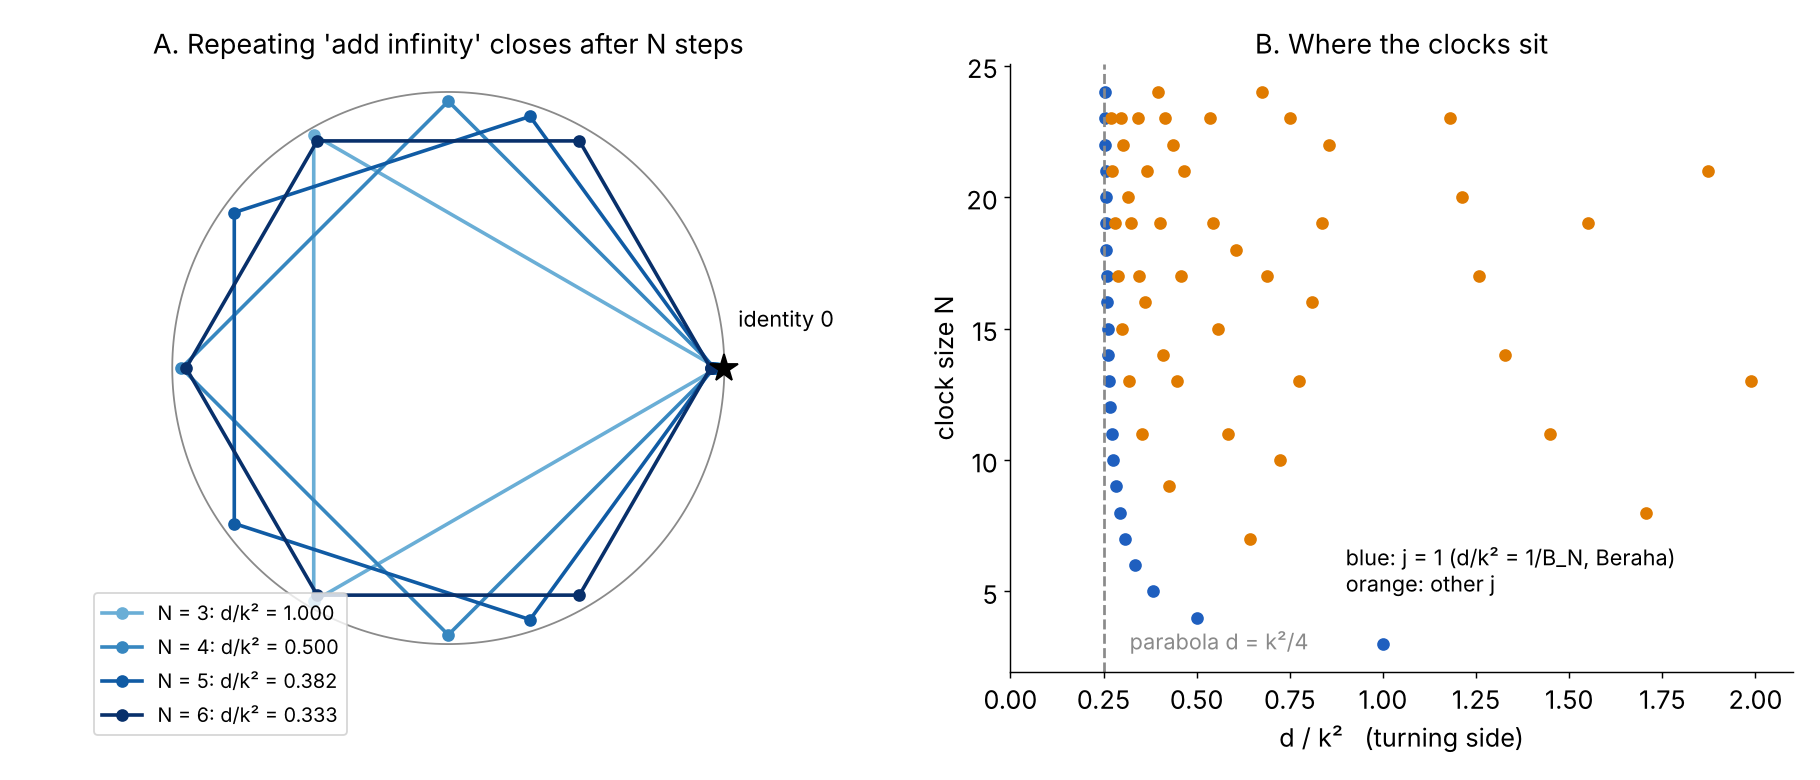 A. Repeating 'add infinity' closes after N steps
identity 0
N = 3: d/k² = 1.000
N = 4: d/k² = 0.500
N = 5: d/k² = 0.382
N = 6: d/k² = 0.333
B. Where the clocks sit
clock size N
25
20
15
10
5
blue: j = 1 (d/k² = 1/B_N, Beraha)
orange: other j
parabola d = k²/4
0.00 0.25 0.50 0.75 1.00 1.25 1.50 1.75 2.00
d / k² (turning side)